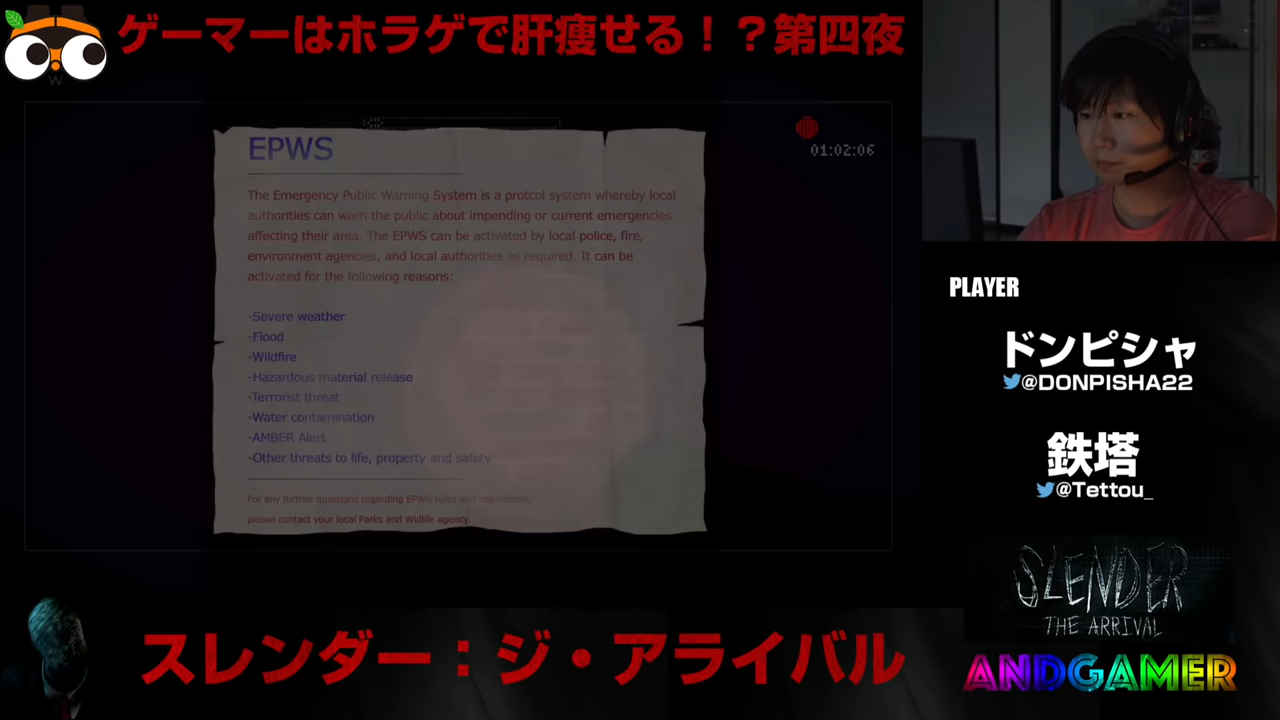 ゲーマーはホラゲで肝痩せる！？第四夜
01:02:06
EPWS
The Emergency Public Warning System is a protcol system whereby local
authorities can warn the public about impending or current emergencies
affecting their area. The EPWS can be activated by local police, fire,
environment agencies, and local authorities as required. It can be
activated for the following reasons:
-Severe weather
-Flood
-Wildfire
-Hazardous material release
-Terrorist threat
-Water contamination
-AMBER Alert
-Other threats to life, property and safety
For any further questions regarding EPWS rules and regulations,
please contact your local Parks and Widlife agency.
PLAYER
ドンピシャ
@DONPISHA22
鉄塔
@Tettou_
SLENDER
THE ARRIVAL
スレンダー：ジ・アライバル
ANDGAMER